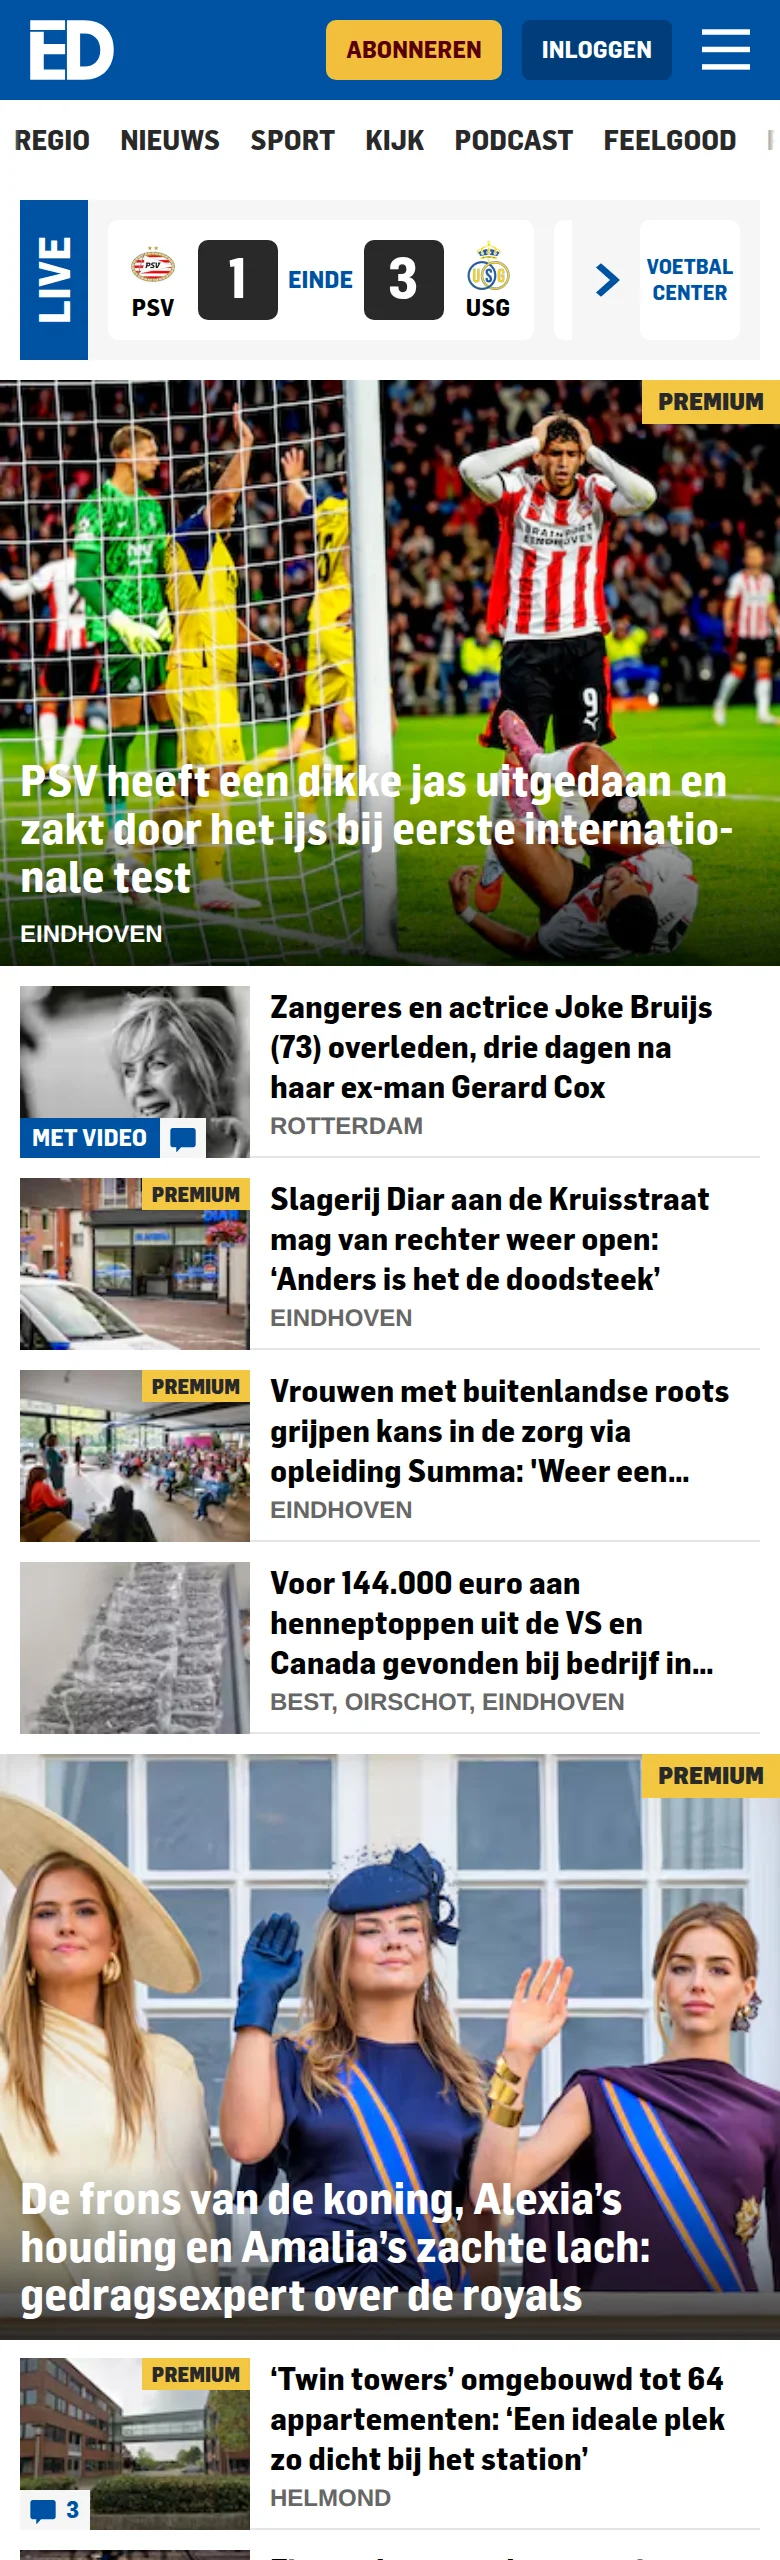 ED
ABONNEREN
INLOGGEN
REGIO NIEUWS SPORT KIJK PODCAST FEELGOOD
LIVE
PSV
PSV
1
EINDE
3
USG
USG
VOETBAL
CENTER
PREMIUM
BRAINPORT
EINDHOVEN
9
PSV heeft een dikke jas uitgedaan en
zakt door het ijs bij eerste internatio-
nale test
EINDHOVEN
Zangeres en actrice Joke Bruijs
(73) overleden, drie dagen na
haar ex-man Gerard Cox
ROTTERDAM
MET VIDEO
PREMIUM
Slagerij Diar aan de Kruisstraat
mag van rechter weer open:
‘Anders is het de doodsteek’
EINDHOVEN
PREMIUM
Vrouwen met buitenlandse roots
grijpen kans in de zorg via
opleiding Summa: 'Weer een...
EINDHOVEN
Voor 144.000 euro aan
henneptoppen uit de VS en
Canada gevonden bij bedrijf in...
BEST, OIRSCHOT, EINDHOVEN
PREMIUM
De frons van de koning, Alexia’s
houding en Amalia’s zachte lach:
gedragsexpert over de royals
PREMIUM
‘Twin towers’ omgebouwd tot 64
appartementen: ‘Een ideale plek
zo dicht bij het station’
HELMOND
3